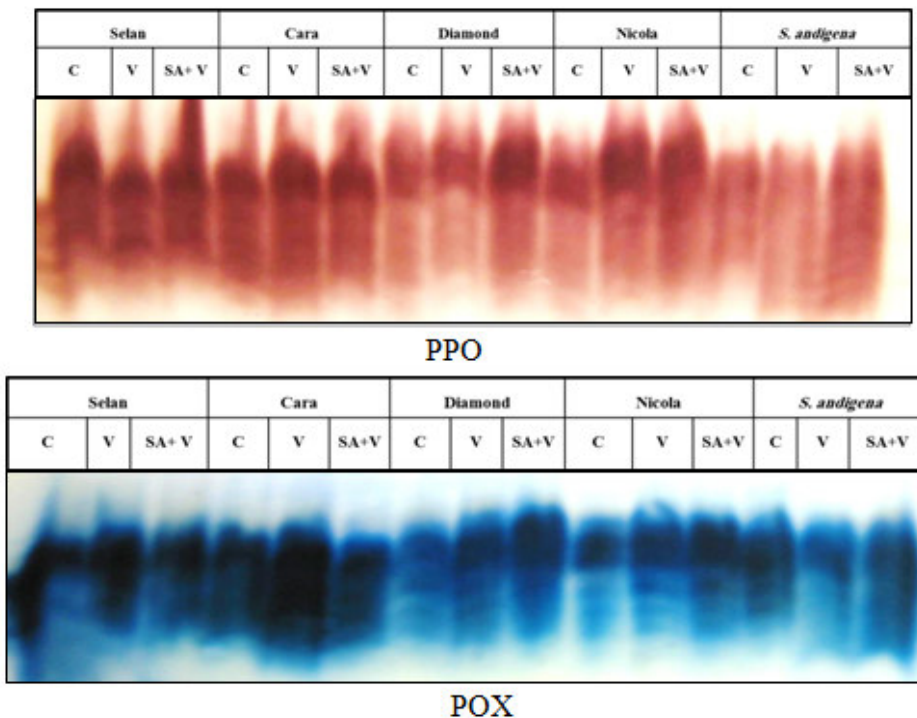 Selan Cara Diamond Nicola S. andigena
C V SA+ V C V SA+V C V SA+V C V SA+V C V SA+V
PPO
Selan Cara Diamond Nicola S. andigena
C V SA+ V C V SA+V C V SA+V C V SA+V C V SA+V
POX